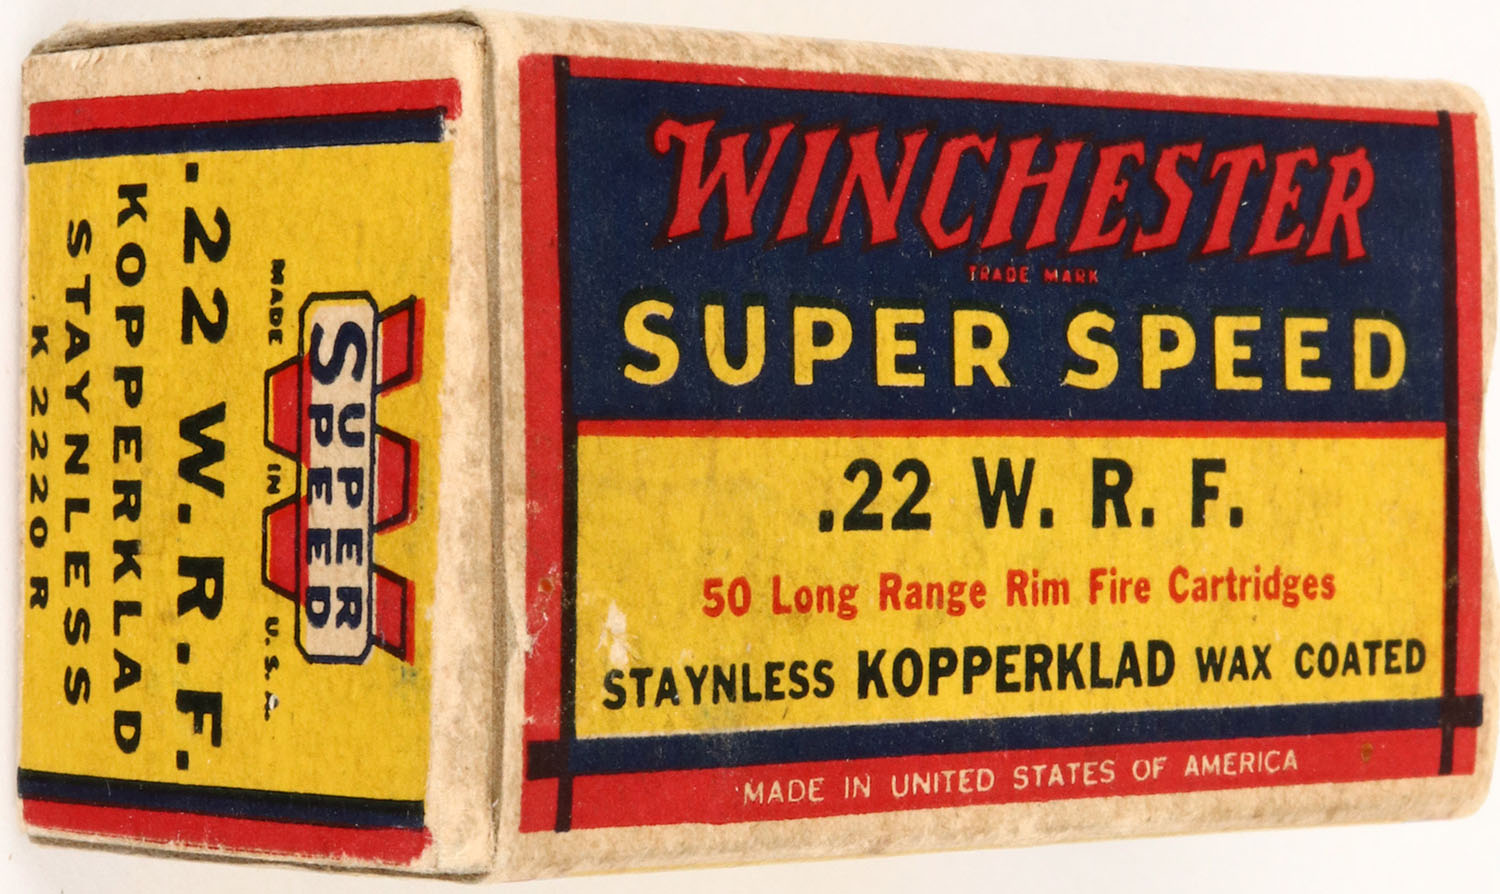 WINCHESTER
TRADE MARK
SUPER SPEED
.22 W. R. F.
50 Long Range Rim Fire Cartridges
STAYNLESS KOPPERKLAD WAX COATED
MADE IN UNITED STATES OF AMERICA
SUPER
SPEED
MADE IN U.S.A.
.22 W.R.F.
KOPPERKLAD
STAYNLESS
K2220R